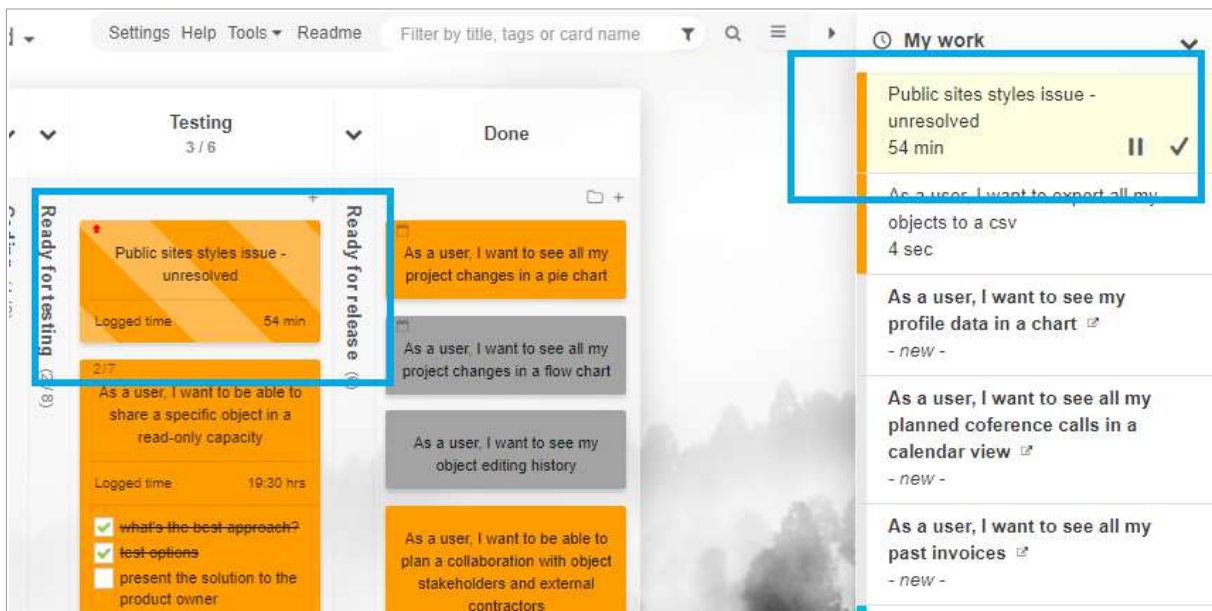 Settings Help Tools Readme
Filter by title, tags or card name
My work
Public sites styles issue -
unresolved
54 min
As a user, I want to export all my
objects to a csv
4 sec
As a user, I want to see my
profile data in a chart
- new -
As a user, I want to see all my
planned coference calls in a
calendar view
- new -
As a user, I want to see all my
past invoices
- new -
Ready for testing (2/8)
Testing
3 / 6
+
Public sites styles issue -
unresolved
Logged time 54 min
2/7
As a user, I want to be able to
share a specific object in a
read-only capacity
Logged time 19:30 hrs
what's the best approach?
test options
present the solution to the
product owner
Ready for release
Done
+
As a user, I want to see all my
project changes in a pie chart
As a user, I want to see all my
project changes in a flow chart
As a user, I want to see my
object editing history
As a user, I want to be able to
plan a collaboration with object
stakeholders and external
contractors